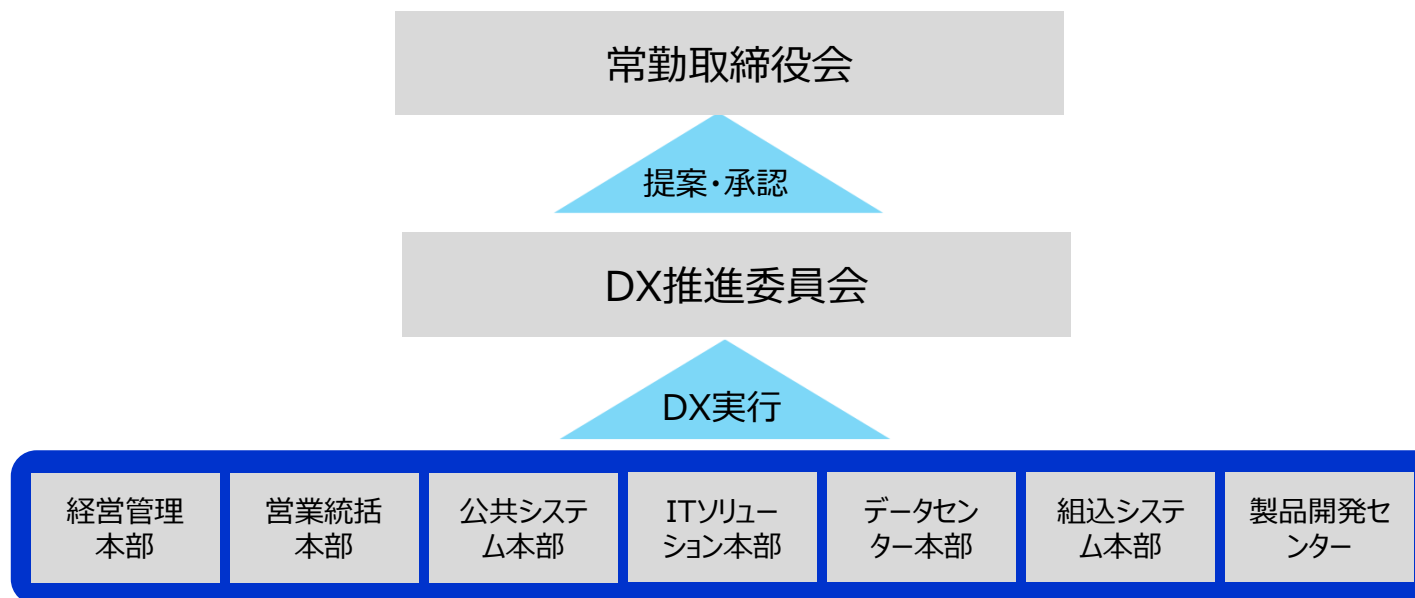 常勤取締役会
提案・承認
DX推進委員会
DX実行
経営管理
本部
営業統括
本部
公共システ
ム本部
ITソリュー
ション本部
データセン
ター本部
組込システ
ム本部
製品開発セ
ンター